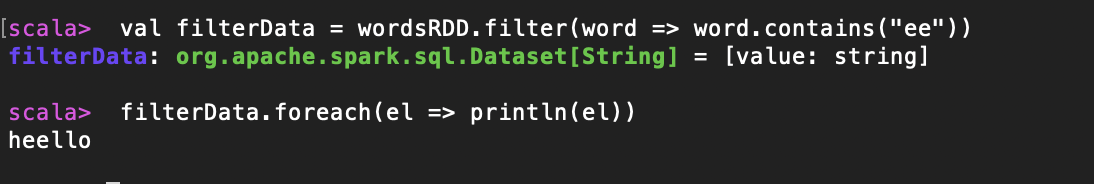 [scala>  val filterData = wordsRDD.filter(word => word.contains("ee"))
filterData: org.apache.spark.sql.Dataset[String] = [value: string]
scala>  filterData.foreach(el => println(el))
heello